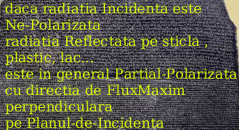 daca radiatia Incidenta este
Ne-Polarizata
radiatia Reflectata pe sticla ,
plastic, lac...
este in general Partial-Polarizata
cu directia de FluxMaxim
perpendiculara
pe Planul-de-Incidenta